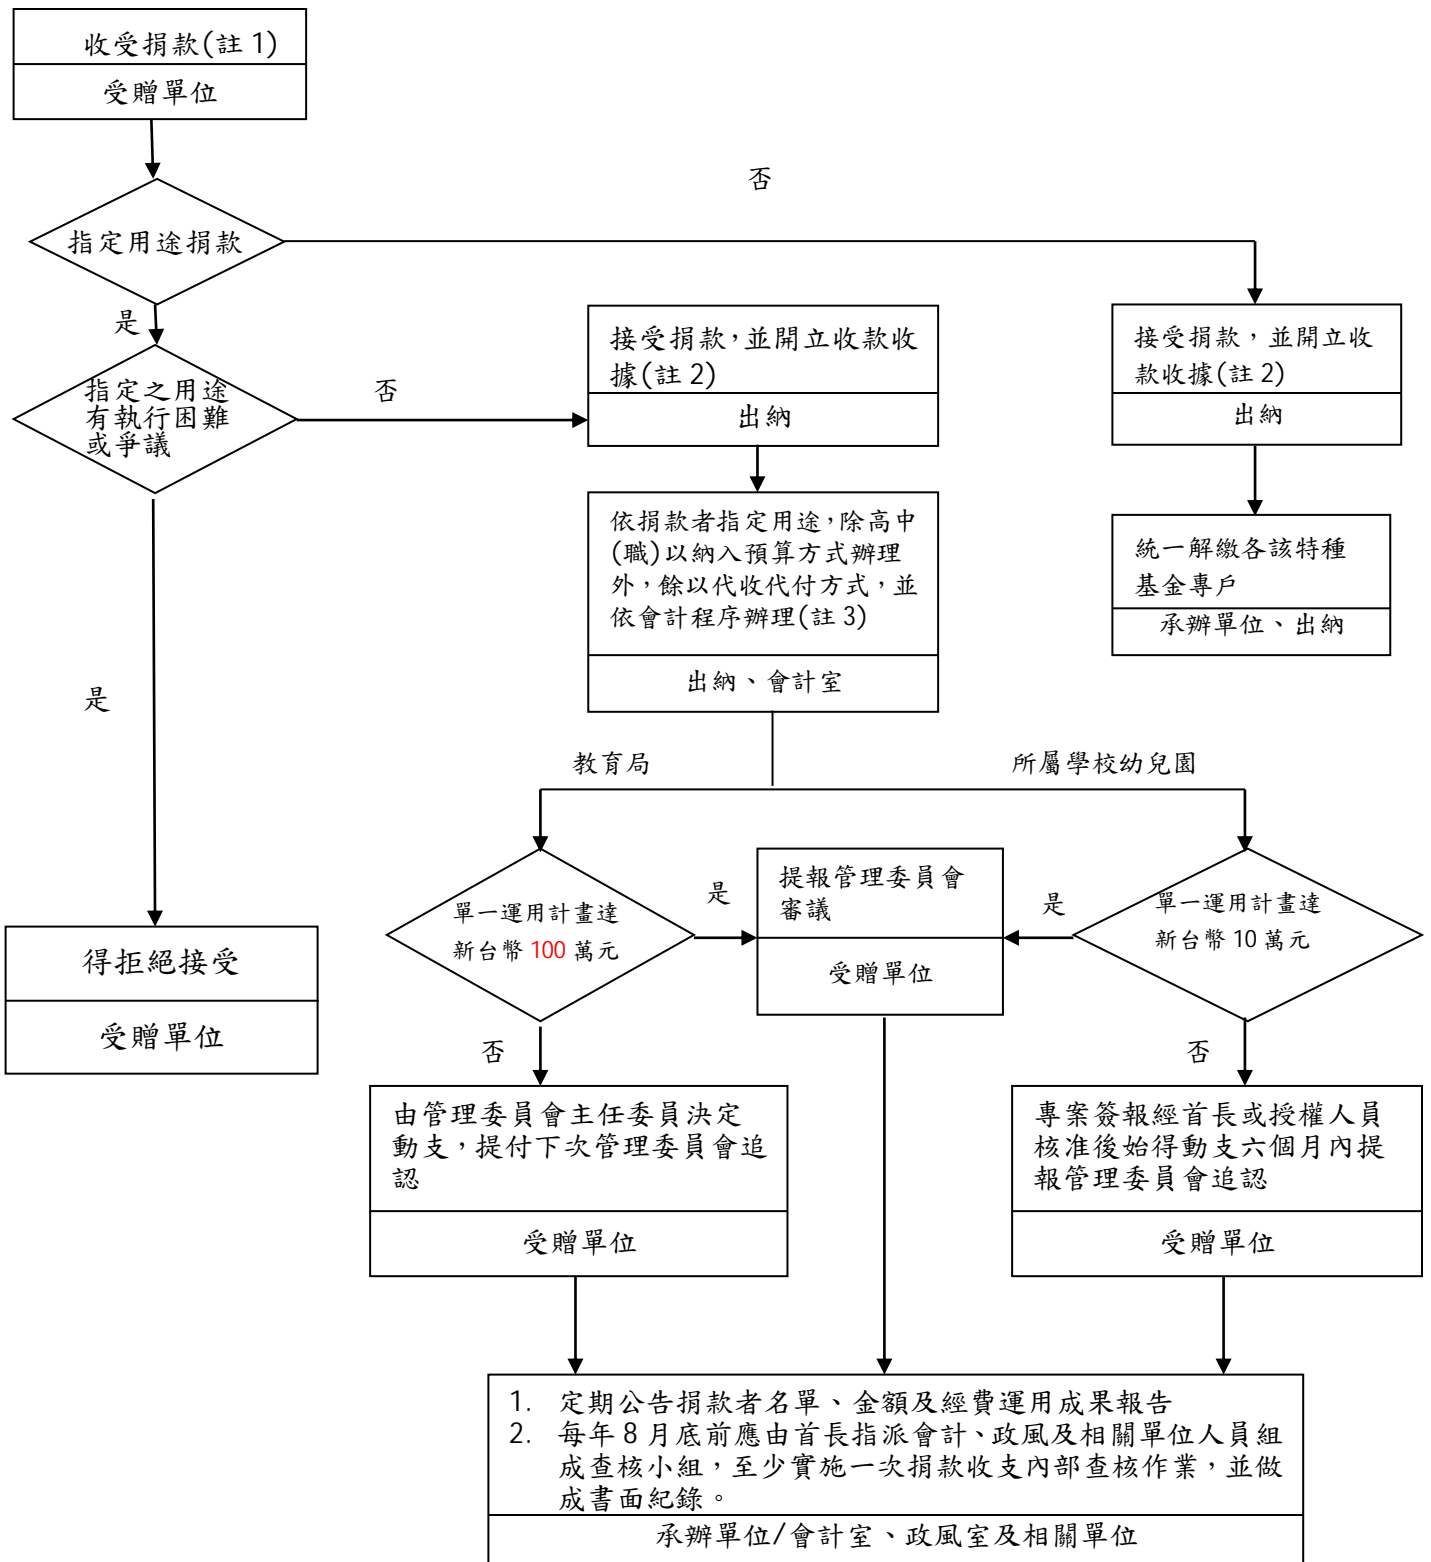 收受捐款(註 1)
受贈單位
否
指定用途捐款
是
指定之用途
有執行困難
或爭議
否
接受捐款,並開立收款收
據(註 2)
出納
接受捐款，並開立收
款收據(註 2)
出納
依捐款者指定用途,除高中
(職)以納入預算方式辦理
外，餘以代收代付方式，並
依會計程序辦理(註 3)
出納、會計室
統一解繳各該特種
基金專戶
承辦單位、出納
是
教育局
所屬學校幼兒園
單一運用計畫達
新台幣 100 萬元
是
提報管理委員會
審議
受贈單位
是
單一運用計畫達
新台幣 10 萬元
得拒絕接受
受贈單位
否
否
由管理委員會主任委員決定
動支，提付下次管理委員會追
認
受贈單位
專案簽報經首長或授權人員
核准後始得動支六個月內提
報管理委員會追認
受贈單位
1. 定期公告捐款者名單、金額及經費運用成果報告
2. 每年 8 月底前應由首長指派會計、政風及相關單位人員組
成查核小組，至少實施一次捐款收支內部查核作業，並做
成書面紀錄。
承辦單位/會計室、政風室及相關單位